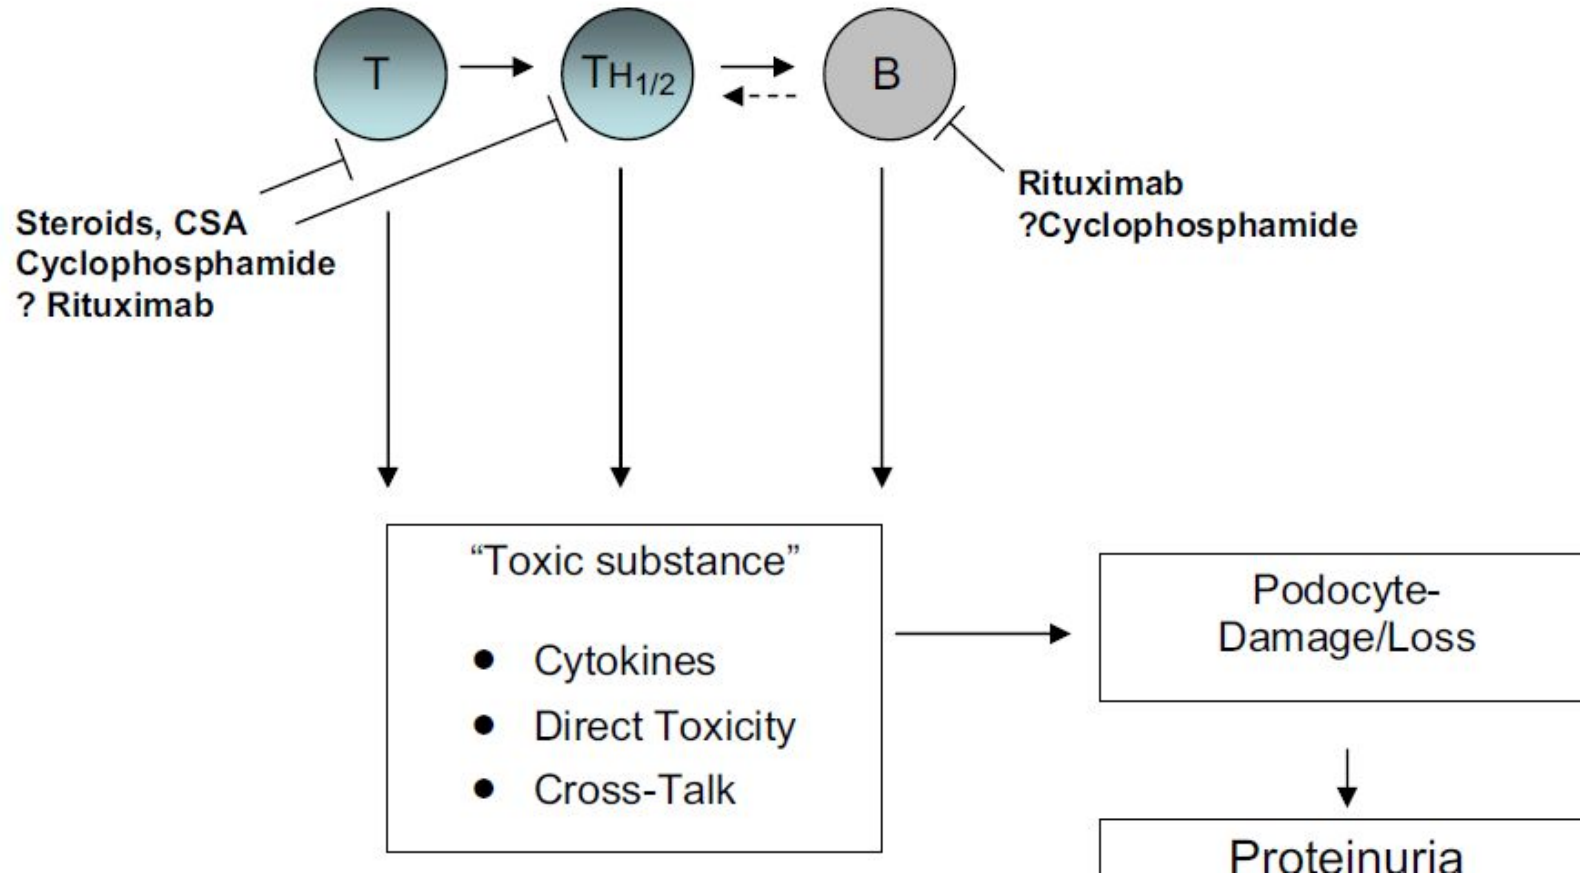 T
TH1/2
B
Rituximab
?Cyclophosphamide
Steroids, CSA
Cyclophosphamide
? Rituximab
“Toxic substance”
● Cytokines
● Direct Toxicity
● Cross-Talk
Podocyte-
Damage/Loss
Proteinuria